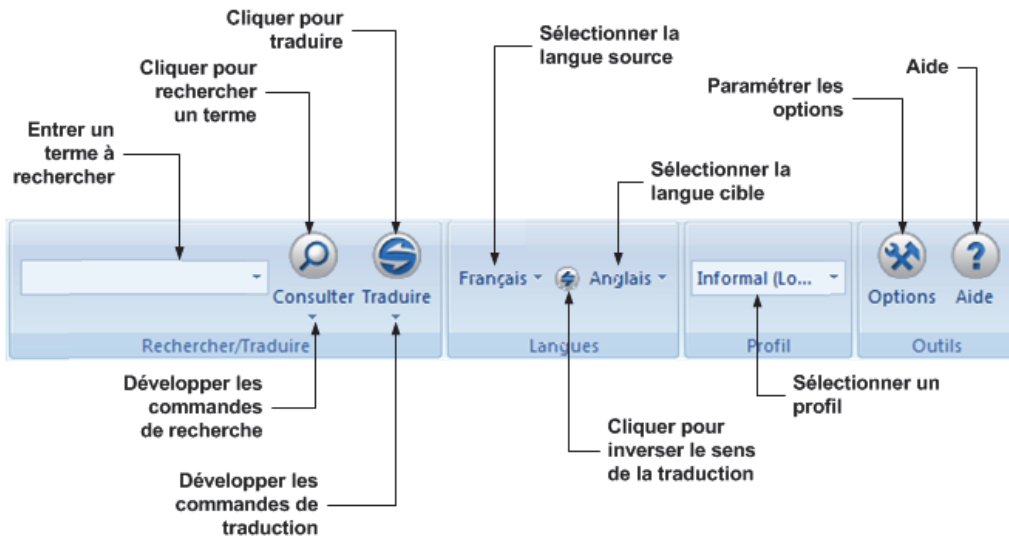 Cliquer pour
traduire
Sélectionner la
langue source
Aide
Cliquer pour
rechercher
un terme
Paramétrer les
options
Entrer un
terme à
rechercher
Sélectionner la
langue cible
Consulter
Traduire
Français
Anglais
Informal (Lo...
Options
Aide
Rechercher/Traduire
Langues
Profil
Outils
Développer les
commandes
de recherche
Sélectionner un
profil
Cliquer pour
inverser le sens
de la traduction
Développer les
commandes de
traduction